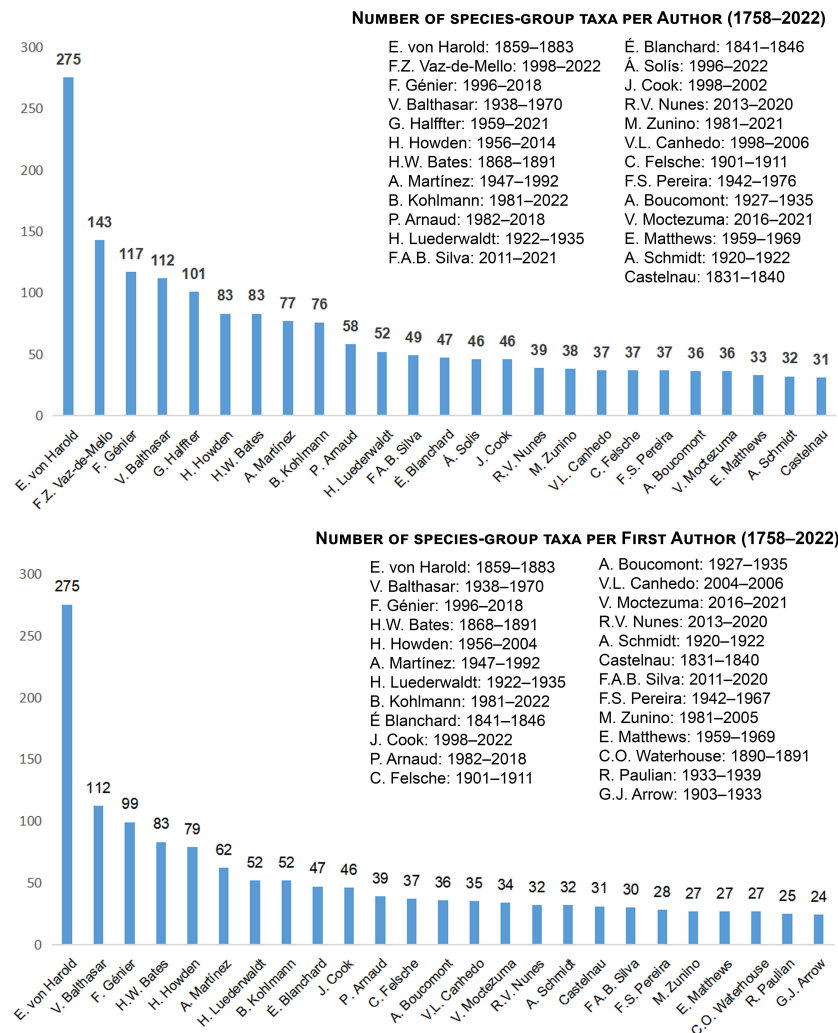 NUMBER OF SPECIES-GROUP TAXA PER AUTHOR (1758–2022)
E. von Harold: 1859–1883
F.Z. Vaz-de-Mello: 1998–2022
F. Génier: 1996–2018
V. Balthasar: 1938–1970
G. Halffter: 1959–2021
H. Howden: 1956–2014
H.W. Bates: 1868–1891
A. Martínez: 1947–1992
B. Kohlmann: 1981–2022
P. Arnaud: 1982–2018
H. Luederwaldt: 1922–1935
F.A.B. Silva: 2011–2021
É. Blanchard: 1841–1846
Á. Solís: 1996–2022
J. Cook: 1998–2002
R.V. Nunes: 2013–2020
M. Zunino: 1981–2021
V.L. Canhedo: 1998–2006
C. Felsche: 1901–1911
F.S. Pereira: 1942–1976
A. Boucomont: 1927–1935
V. Moctezuma: 2016–2021
E. Matthews: 1959–1969
A. Schmidt: 1920–1922
Castelnau: 1831–1840
300
250
200
150
100
50
0
275
143
117
112
101
83
83
77
76
58
52
49
47
46
46
39
38
37
37
37
36
36
33
32
31
E. von Harold
F.Z. Vaz-de-Mello
F. Génier
V. Balthasar
G. Halffter
H. Howden
H.W. Bates
A. Martínez
B. Kohlmann
P. Arnaud
H. Luederwaldt
F.A.B. Silva
É. Blanchard
Á. Solís
J. Cook
R.V. Nunes
M. Zunino
V.L. Canhedo
C. Felsche
F.S. Pereira
A. Boucomont
V. Moctezuma
E. Matthews
A. Schmidt
Castelnau
NUMBER OF SPECIES-GROUP TAXA PER FIRST AUTHOR (1758–2022)
E. von Harold: 1859–1883
V. Balthasar: 1938–1970
F. Génier: 1996–2018
H.W. Bates: 1868–1891
H. Howden: 1956–2004
A. Martínez: 1947–1992
H. Luederwaldt: 1922–1935
B. Kohlmann: 1981–2022
É Blanchard: 1841–1846
J. Cook: 1998–2022
P. Arnaud: 1982–2018
C. Felsche: 1901–1911
A. Boucomont: 1927–1935
V.L. Canhedo: 2004–2006
V. Moctezuma: 2016–2021
R.V. Nunes: 2013–2020
A. Schmidt: 1920–1922
Castelnau: 1831–1840
F.A.B. Silva: 2011–2020
F.S. Pereira: 1942–1967
M. Zunino: 1981–2005
E. Matthews: 1959–1969
C.O. Waterhouse: 1890–1891
R. Paulian: 1933–1939
G.J. Arrow: 1903–1933
300
250
200
150
100
50
0
275
112
99
83
79
62
52
52
47
46
39
37
36
35
34
32
32
31
30
28
27
27
27
25
24
E. von Harold
V. Balthasar
F. Génier
H.W. Bates
H. Howden
A. Martínez
H. Luederwaldt
B. Kohlmann
É. Blanchard
J. Cook
P. Arnaud
C. Felsche
A. Boucomont
V.L. Canhedo
V. Moctezuma
R.V. Nunes
A. Schmidt
Castelnau
F.A.B. Silva
F.S. Pereira
M. Zunino
E. Matthews
C.O. Waterhouse
R. Paulian
G.J. Arrow